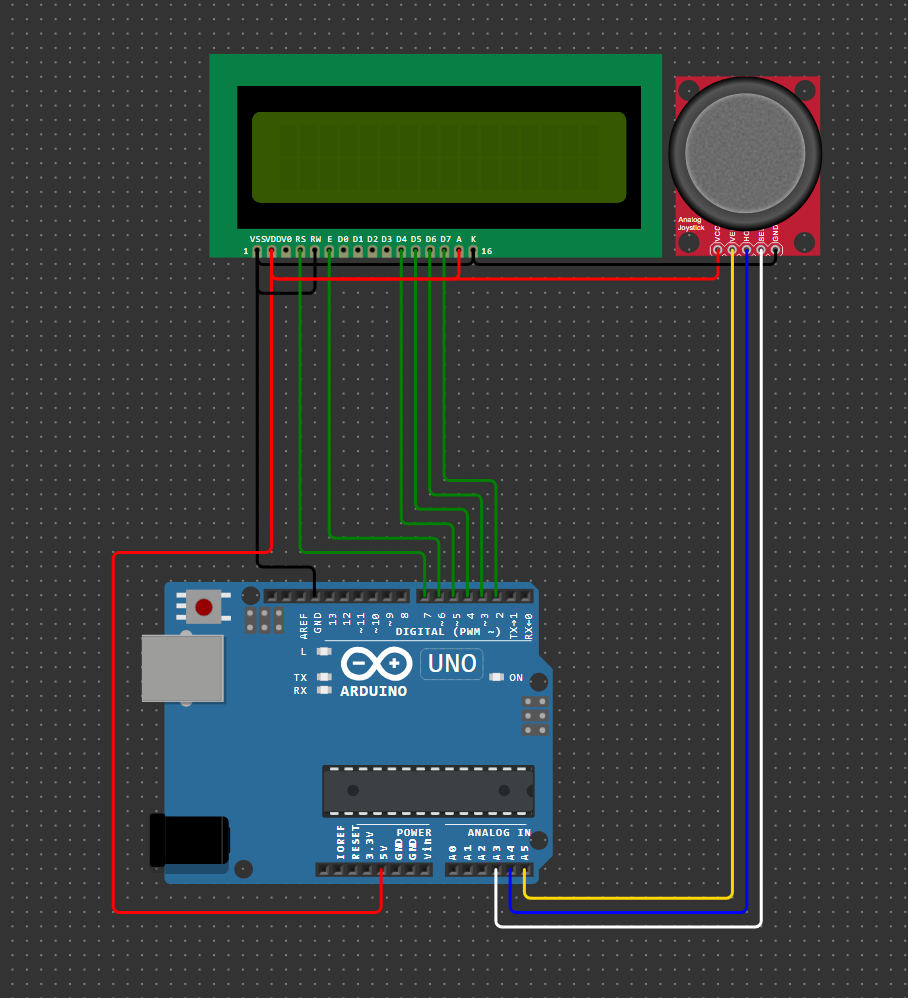 VSS VDD V0 RS RW E D0 D1 D2 D3 D4 D5 D6 D7 A K
1 16
Analog
Joystick
VCC
SEL
GND
AREF
GND
13
12
~11
~10
~9
8
7
~6
~5
4
~3
2
TX→1
RX←0
DIGITAL (PWM ~)
L
TX
RX
UNO
ON
ARDUINO
IOREF
RESET
3.3V
5V
GND
GND
Vin
POWER
ANALOG IN
A0
A1
A2
A3
A4
A5